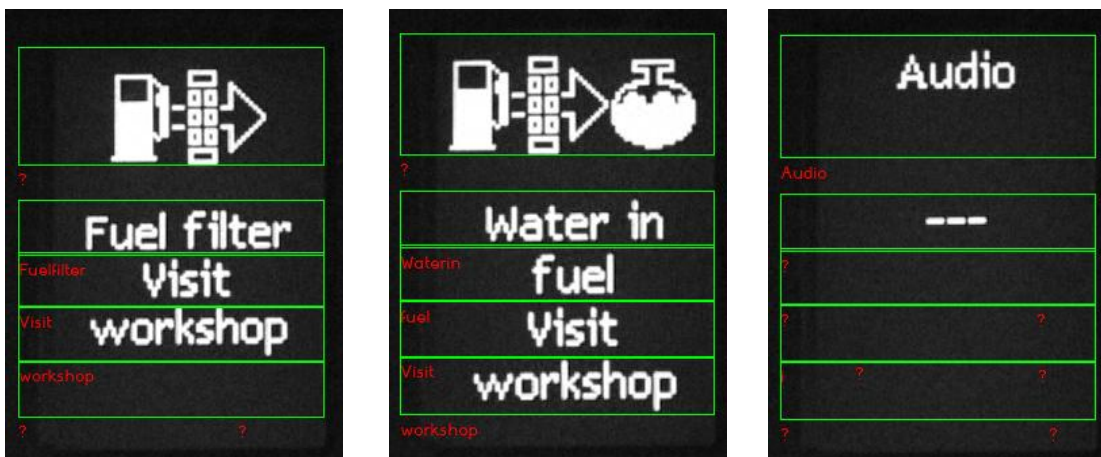 ?
Fuel filter
Fuelfilter
Visit
Visit
workshop
workshop
? ?
?
Water in
Waterin
fuel
fuel
Visit
Visit
workshop
workshop
Audio
Audio
---
?
? ?
? ?
? ?